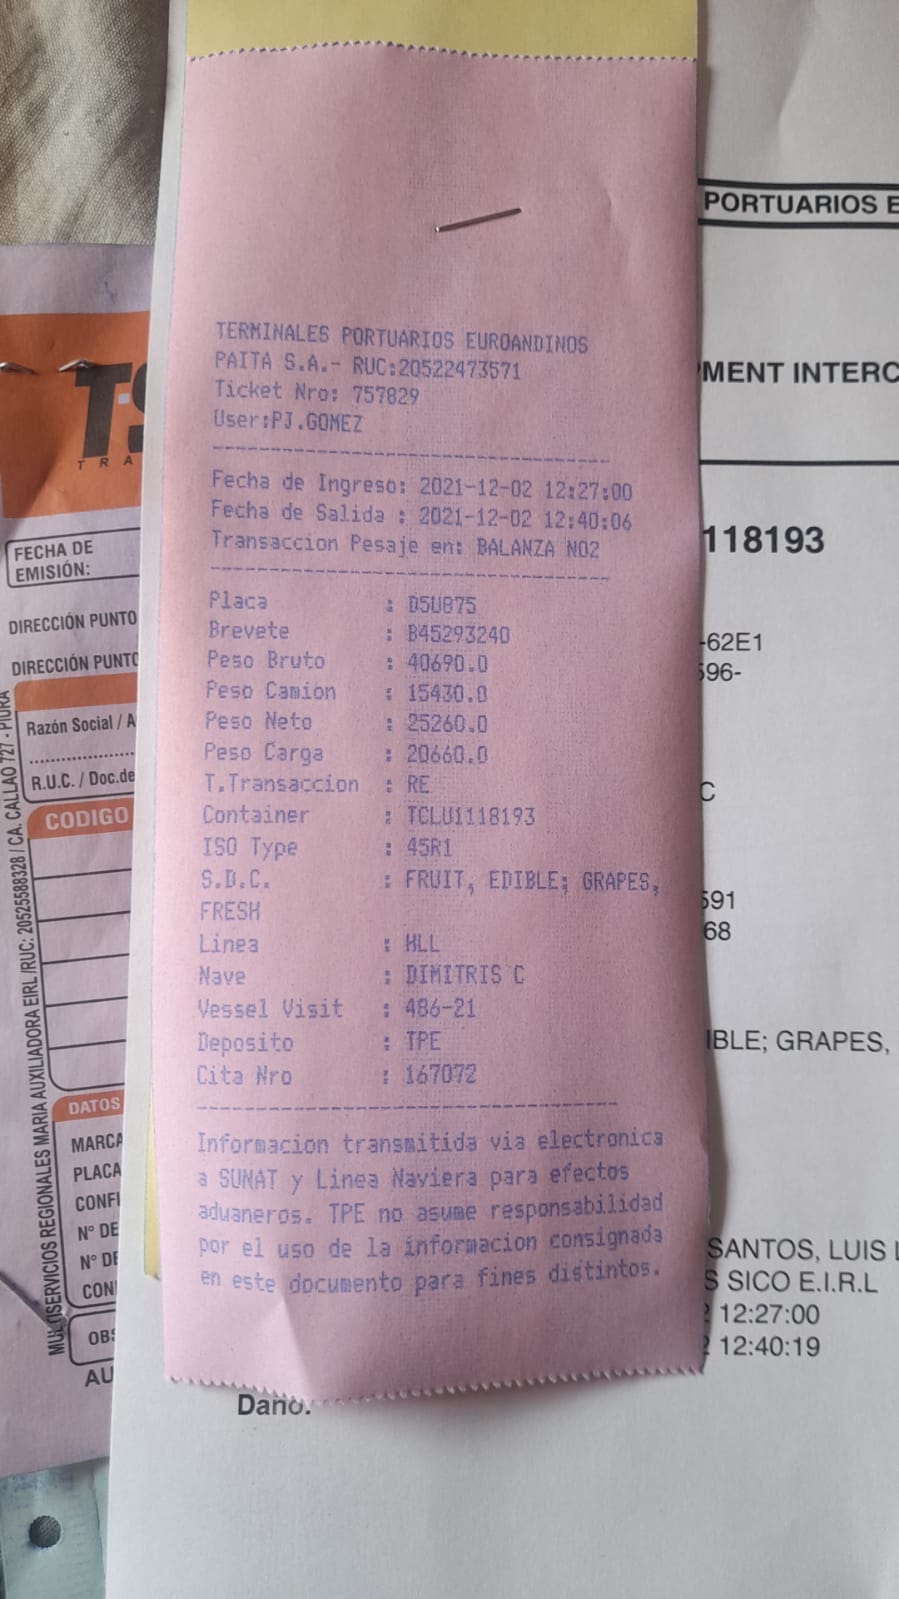 TERMINALES PORTUARIOS EUROANDINOS
PAITA S.A.- RUC:20522473571
Ticket Nro: 757829
User:PJ.GOMEZ
Fecha de Ingreso: 2021-12-02 12:27:00
Fecha de Salida : 2021-12-02 12:40:06
Transaccion Pesaje en: BALANZA NO2
Placa : D5U875
Brevete : B45293240
Peso Bruto : 40690.0
Peso Camion : 15430.0
Peso Neto : 25260.0
Peso Carga : 20660.0
T.Transaccion : RE
Container : TCLU1118193
ISO Type : 45R1
S.D.C. : FRUIT, EDIBLE; GRAPES,
FRESH
Linea : HLL
Nave : DIMITRIS C
Vessel Visit : 486-21
Deposito : TPE
Cita Nro : 167072
Informacion transmitida via electronica
a SUNAT y Linea Naviera para efectos
aduaneros. TPE no asume responsabilidad
por el uso de la informacion consignada
en este documento para fines distintos.
PORTUARIOS E
MENT INTERC
118193
-62E1
596-
C
591
68
IBLE; GRAPES,
SANTOS, LUIS L
S SICO E.I.R.L
12:27:00
12:40:19
Daño:
TRA
FECHA DE
EMISIÓN:
DIRECCIÓN PUNTO
DIRECCIÓN PUNTO
Razón Social / A
R.U.C. / Doc.de
CODIGO
DATOS
MARCA
PLACA
CONFI
N° DE
N° DE
CON
OBS
AU
MULTISERVICIOS REGIONALES MARIA AUXILIADORA EIRL /RUC: 20525588328 / CA. CALLAO 727 - PIURA